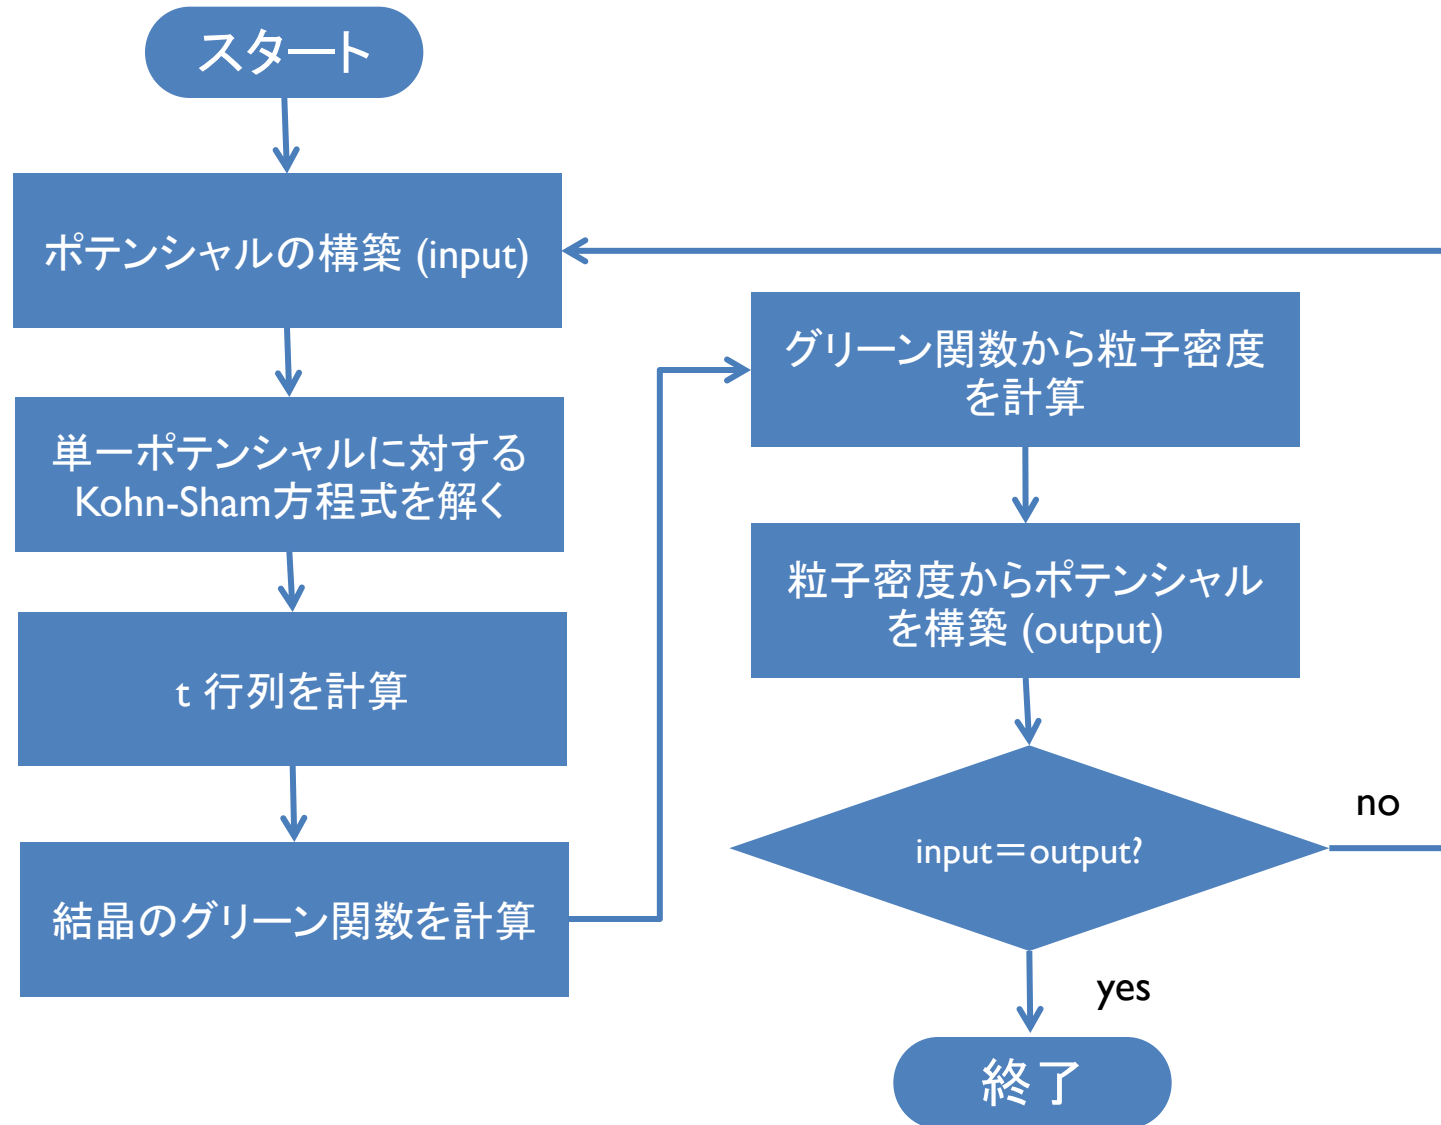 スタート
ポテンシャルの構築 (input)
単一ポテンシャルに対する
Kohn-Sham方程式を解く
t 行列を計算
結晶のグリーン関数を計算
グリーン関数から粒子密度
を計算
粒子密度からポテンシャル
を構築 (output)
input＝output?
no
yes
終了